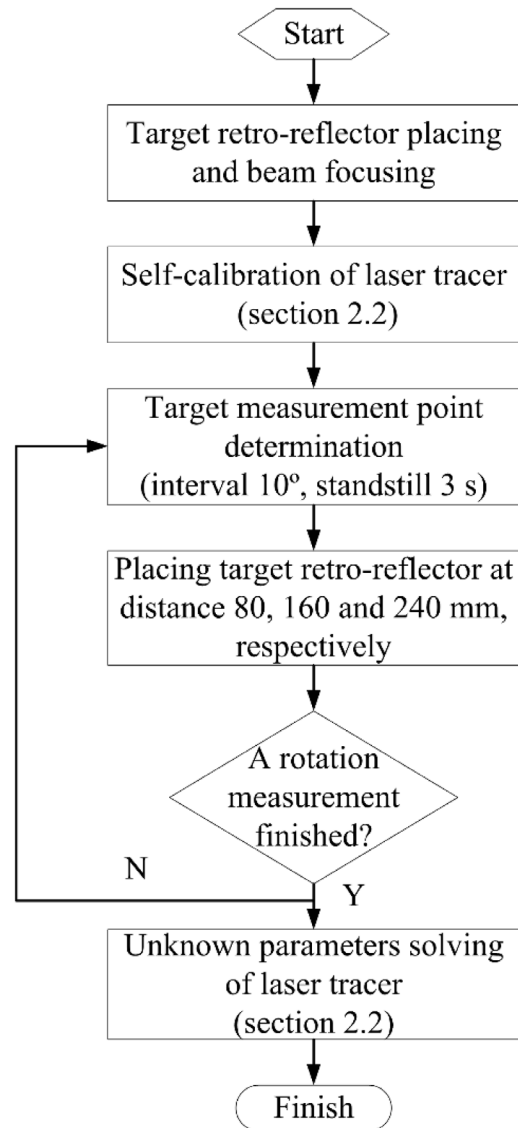 Start
Target retro-reflector placing
and beam focusing
Self-calibration of laser tracer
(section 2.2)
Target measurement point
determination
(interval 10º, standstill 3 s)
Placing target retro-reflector at
distance 80, 160 and 240 mm,
respectively
A rotation
measurement
finished?
N
Y
Unknown parameters solving
of laser tracer
(section 2.2)
Finish